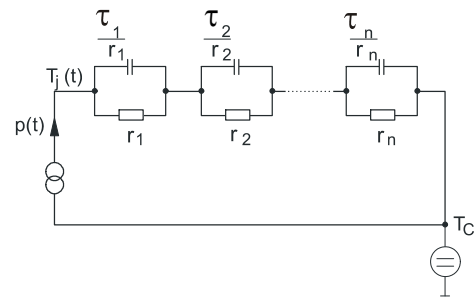 τ1 τ2 τn
r1 r2 rn
Tj (t)
p(t)
r1 r2 rn
TC